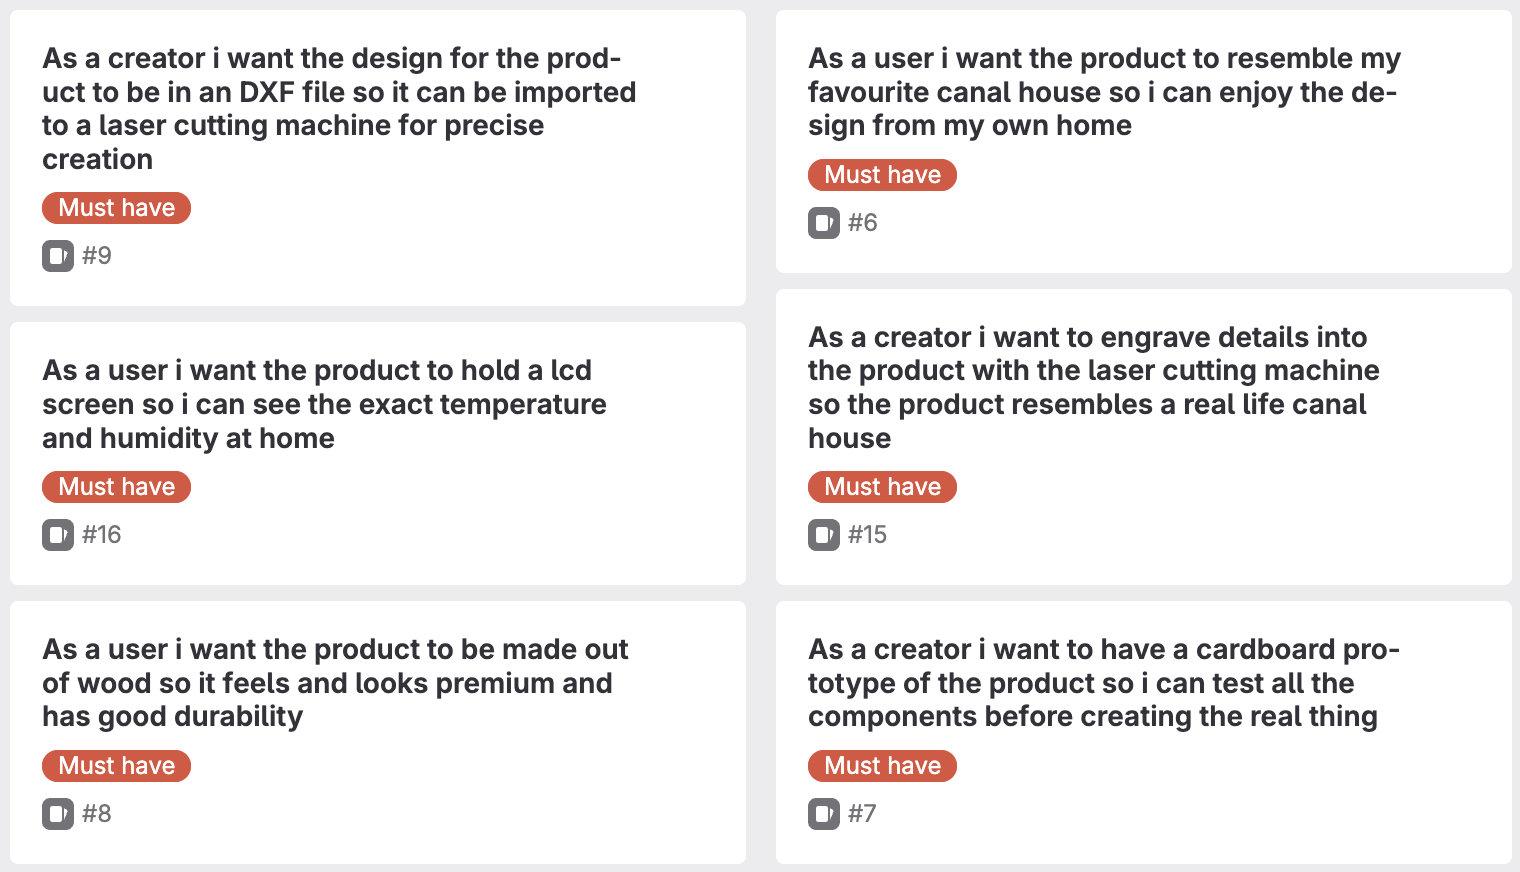 As a creator i want the design for the prod-
uct to be in an DXF file so it can be imported
to a laser cutting machine for precise
creation
Must have
#9
As a user i want the product to hold a lcd
screen so i can see the exact temperature
and humidity at home
Must have
#16
As a user i want the product to be made out
of wood so it feels and looks premium and
has good durability
Must have
#8
As a user i want the product to resemble my
favourite canal house so i can enjoy the de-
sign from my own home
Must have
#6
As a creator i want to engrave details into
the product with the laser cutting machine
so the product resembles a real life canal
house
Must have
#15
As a creator i want to have a cardboard pro-
totype of the product so i can test all the
components before creating the real thing
Must have
#7